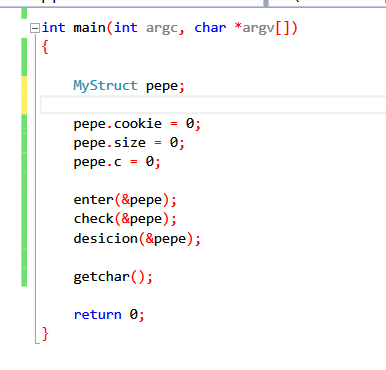 int main(int argc, char *argv[])
{
MyStruct pepe;
pepe.cookie = 0;
pepe.size = 0;
pepe.c = 0;
enter(&pepe);
check(&pepe);
desicion(&pepe);
getchar();
return 0;
}